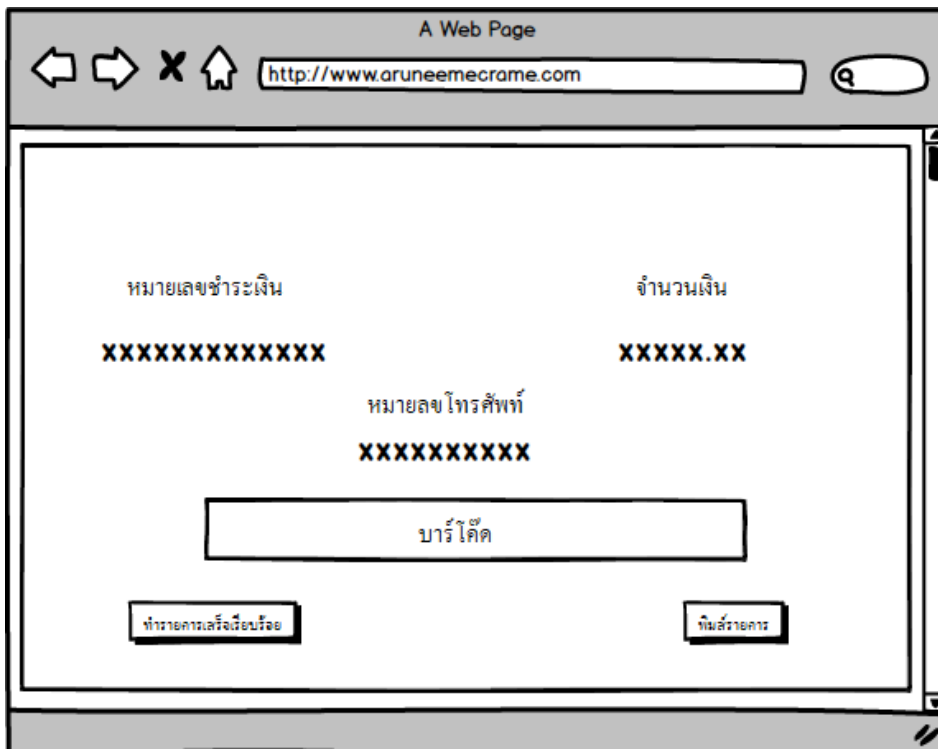 A Web Page
http://www.aruneemecrame.com
หมายเลขชำระเงิน
จำนวนเงิน
xxxxxxxxxxxxx
xxxxx.xx
หมายลขโทรศัพท์
xxxxxxxxxx
บาร์โค๊ด
ทำรายการเสร็จเรียบร้อย
พิมส์รายการ